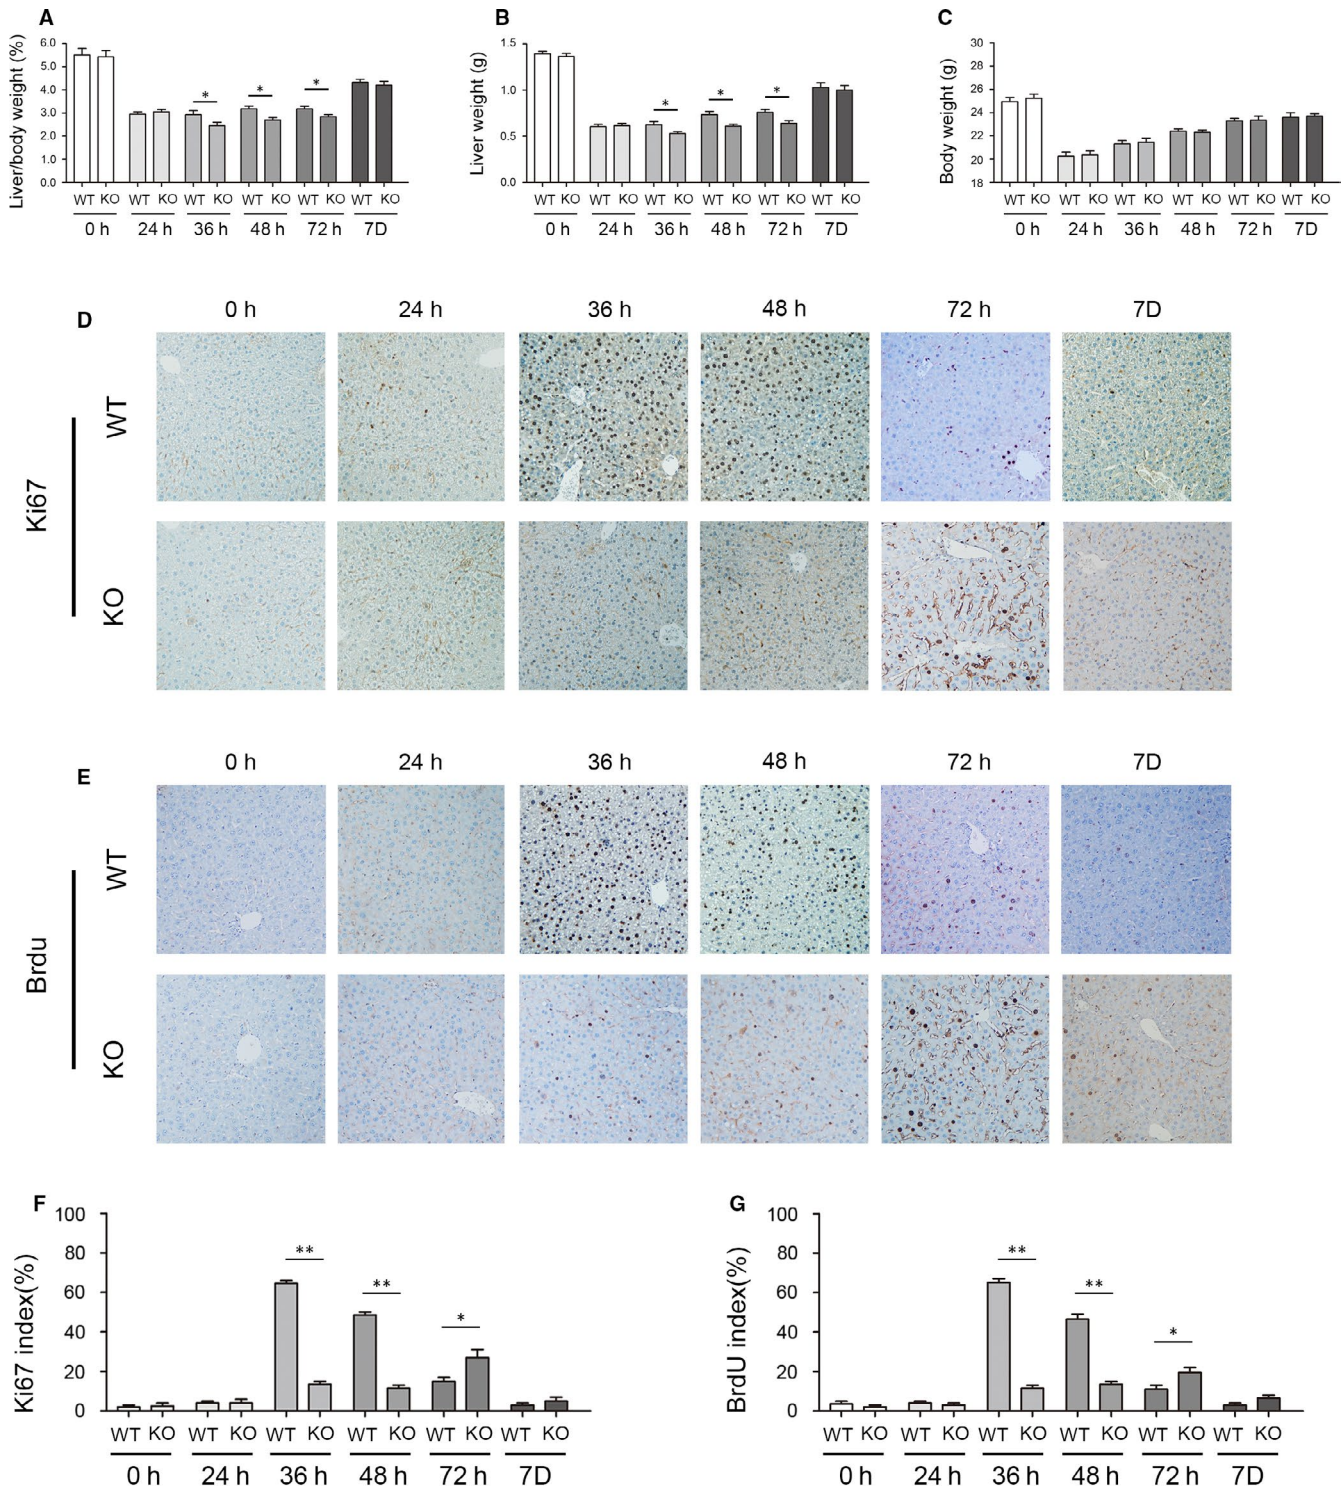 A
Liver/body weight (%)
6.0
5.0
4.0
3.0
2.0
1.0
0.0
*
*
*
WT KO WT KO WT KO WT KO WT KO WT KO
0 h 24 h 36 h 48 h 72 h 7D
B
Liver weight (g)
1.5
1.0
0.5
0.0
*
*
*
WT KO WT KO WT KO WT KO WT KO WT KO
0 h 24 h 36 h 48 h 72 h 7D
C
Body weight (g)
30
28
26
24
22
20
18
WT KO WT KO WT KO WT KO WT KO WT KO
0 h 24 h 36 h 48 h 72 h 7D
D
0 h 24 h 36 h 48 h 72 h 7D
Ki67
WT
KO
E
0 h 24 h 36 h 48 h 72 h 7D
Brdu
WT
KO
F
Ki67 index(%)
100
80
60
40
20
0
**
**
*
WT KO WT KO WT KO WT KO WT KO WT KO
0 h 24 h 36 h 48 h 72 h 7D
G
BrdU index(%)
100
80
60
40
20
0
**
**
*
WT KO WT KO WT KO WT KO WT KO WT KO
0 h 24 h 36 h 48 h 72 h 7D